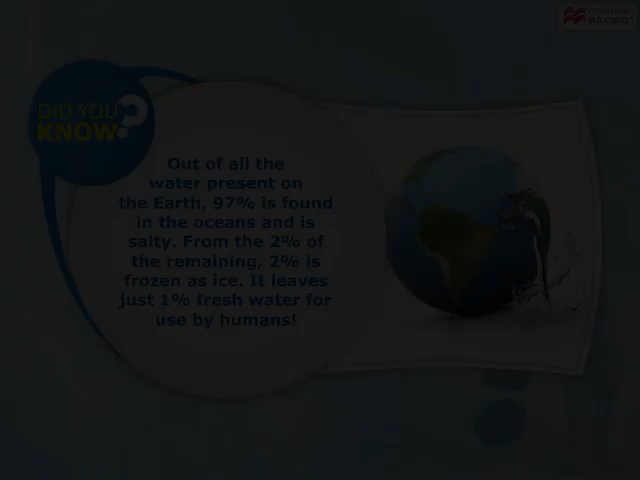 macmillan
education
DID YOU
KNOW?
Out of all the
water present on
the Earth, 97% is found
in the oceans and is
salty. From the 2% of
the remaining, 2% is
frozen as ice. It leaves
just 1% fresh water for
use by humans!